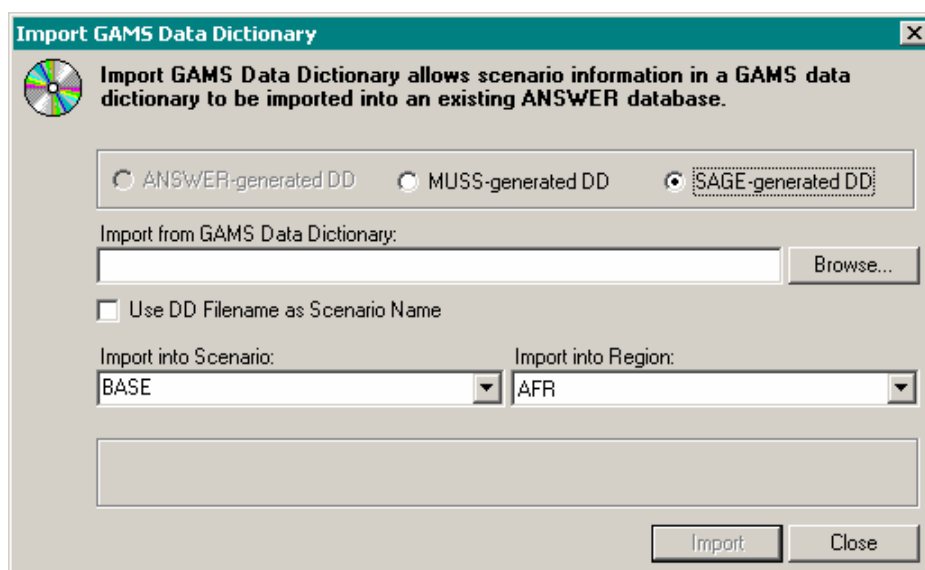 Import GAMS Data Dictionary
Import GAMS Data Dictionary allows scenario information in a GAMS data
dictionary to be imported into an existing ANSWER database.
ANSWER-generated DD MUSS-generated DD SAGE-generated DD
Import from GAMS Data Dictionary:
Browse...
Use DD Filename as Scenario Name
Import into Scenario: Import into Region:
BASE AFR
Import Close